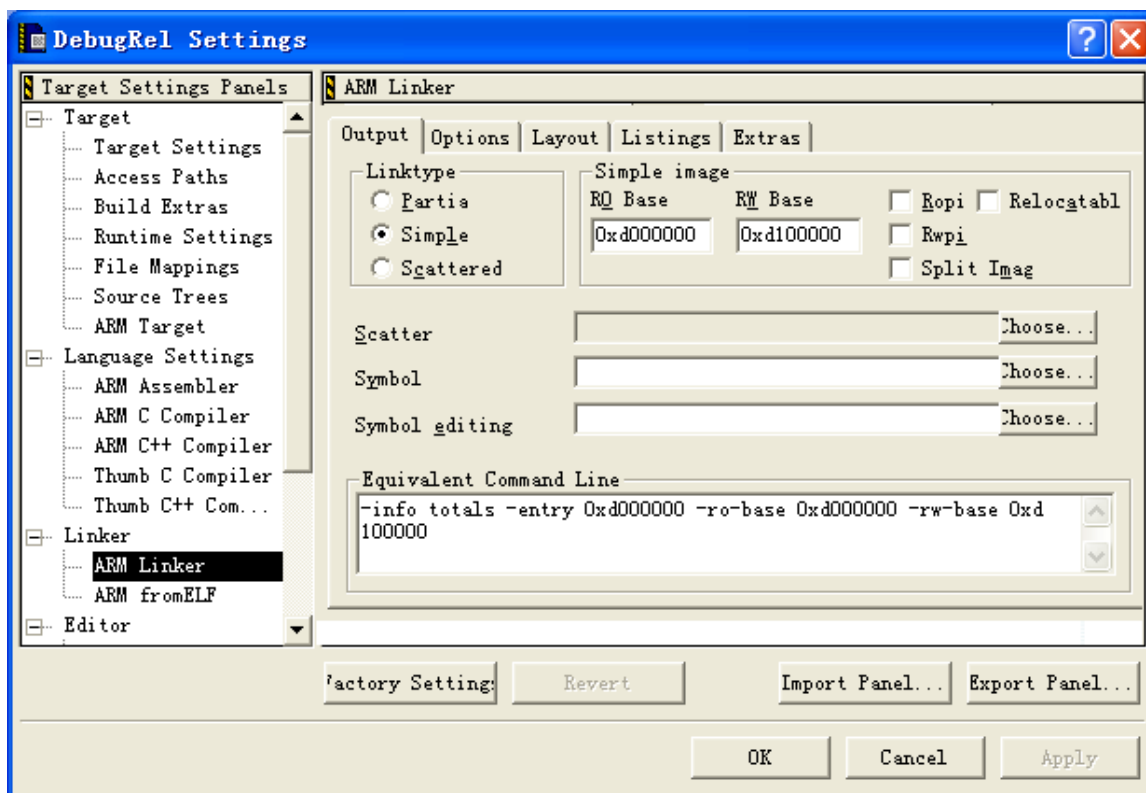 DebugRel Settings
Target Settings Panels
Target
Target Settings
Access Paths
Build Extras
Runtime Settings
File Mappings
Source Trees
ARM Target
Language Settings
ARM Assembler
ARM C Compiler
ARM C++ Compiler
Thumb C Compiler
Thumb C++ Com...
Linker
ARM Linker
ARM fromELF
Editor
ARM Linker
Output Options Layout Listings Extras
Linktype
Partia
Simple
Scattered
Simple image
RO Base RW Base
0xd000000 0xd100000
Ropi Relocatabl
Rwpi
Split Imag
Scatter Choose...
Symbol Choose...
Symbol editing Choose...
Equivalent Command Line
-info totals -entry 0xd000000 -ro-base 0xd000000 -rw-base 0xd
100000
Factory Settings Revert Import Panel... Export Panel...
OK Cancel Apply